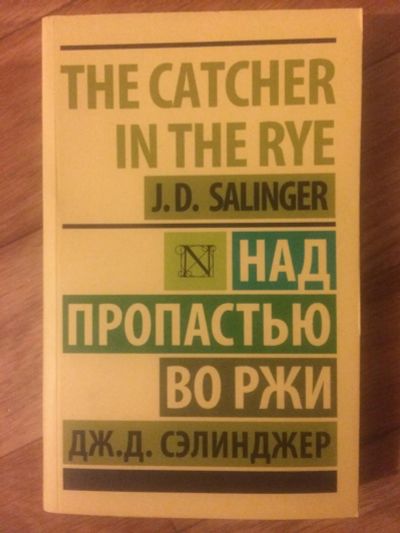 THE CATCHER
IN THE RYE
J. D. SALINGER
N НАД
ПРОПАСТЬЮ
ВО РЖИ
ДЖ. Д. СЭЛИНДЖЕР